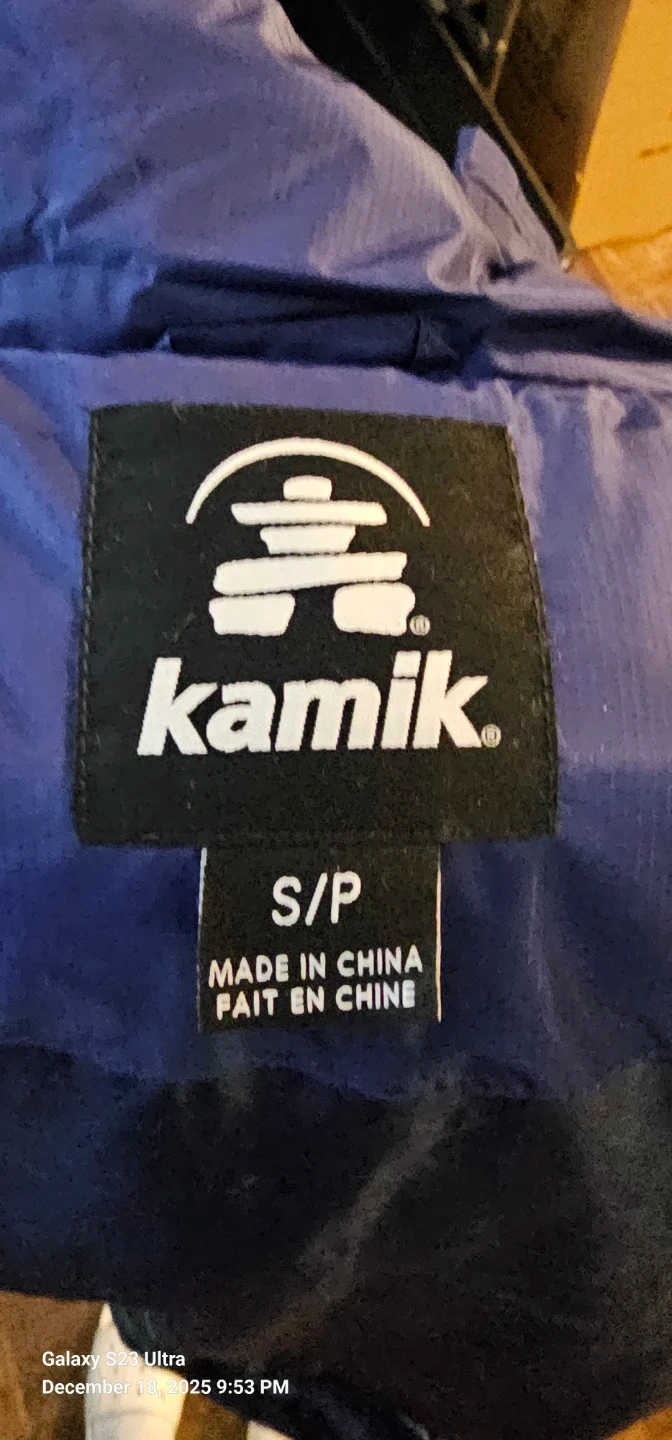 ®
kamik®
S/P
MADE IN CHINA
FAIT EN CHINE
Galaxy S23 Ultra
December 18, 2025 9:53 PM